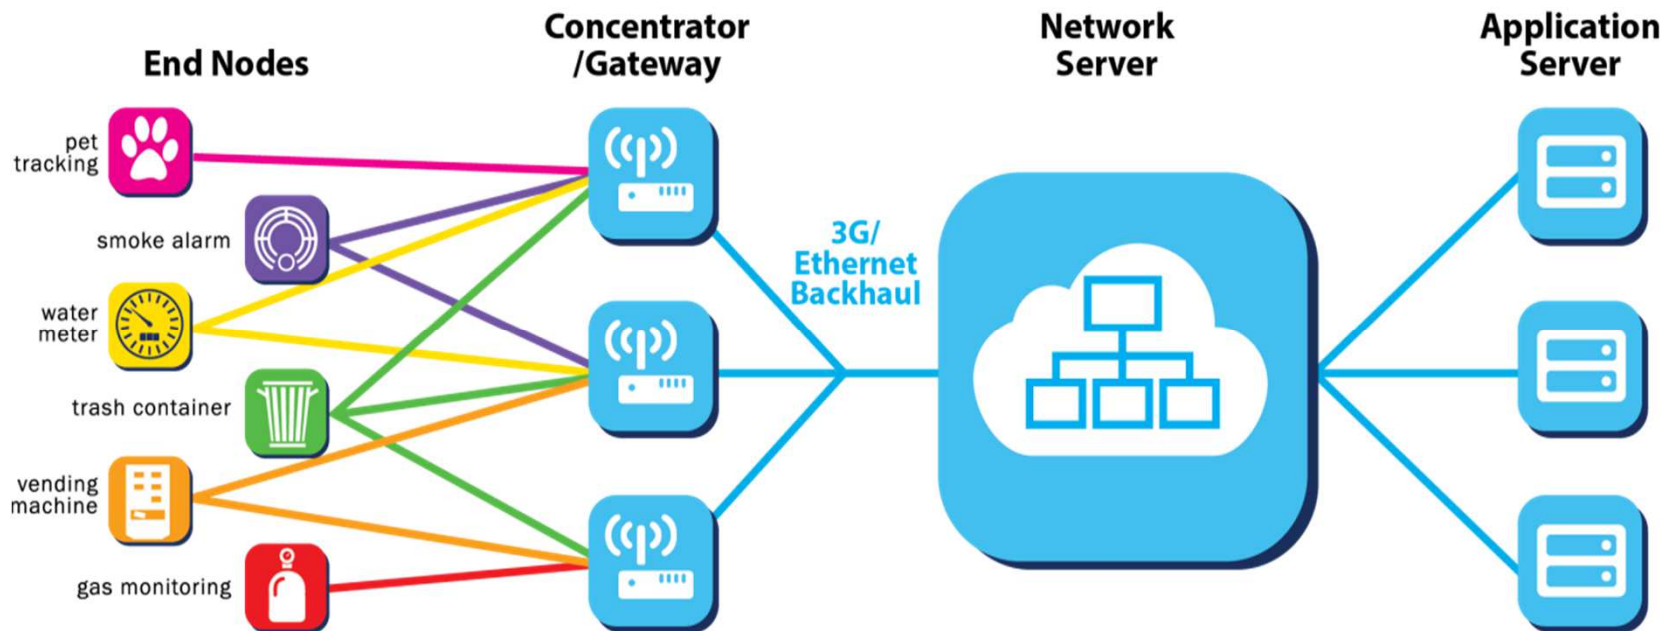 End Nodes
Concentrator
/Gateway
Network
Server
Application
Server
pet
tracking
smoke alarm
water
meter
trash container
vending
machine
gas monitoring
3G/
Ethernet
Backhaul